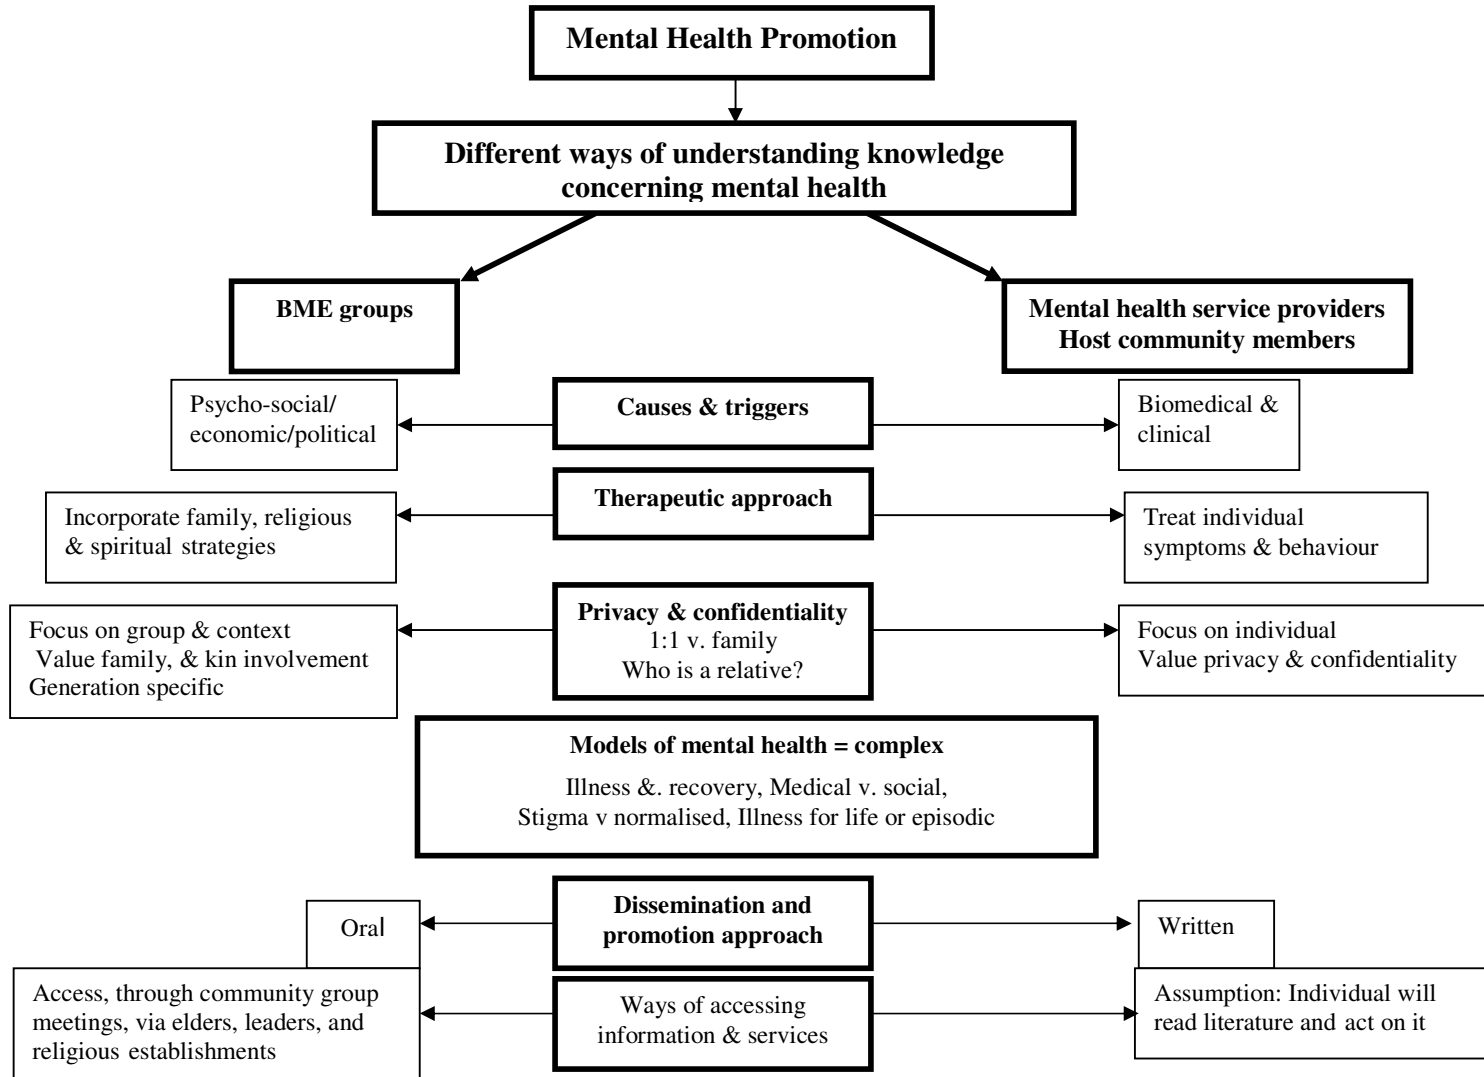 Mental Health Promotion
Different ways of understanding knowledge
concerning mental health
BME groups
Mental health service providers
Host community members
Psycho-social/
economic/political
Causes & triggers
Biomedical &
clinical
Incorporate family, religious
& spiritual strategies
Therapeutic approach
Treat individual
symptoms & behaviour
Focus on group & context
Value family, & kin involvement
Generation specific
Privacy & confidentiality
1:1 v. family
Who is a relative?
Focus on individual
Value privacy & confidentiality
Models of mental health = complex
Illness &. recovery, Medical v. social,
Stigma v normalised, Illness for life or episodic
Oral
Dissemination and
promotion approach
Written
Access, through community group
meetings, via elders, leaders, and
religious establishments
Ways of accessing
information & services
Assumption: Individual will
read literature and act on it